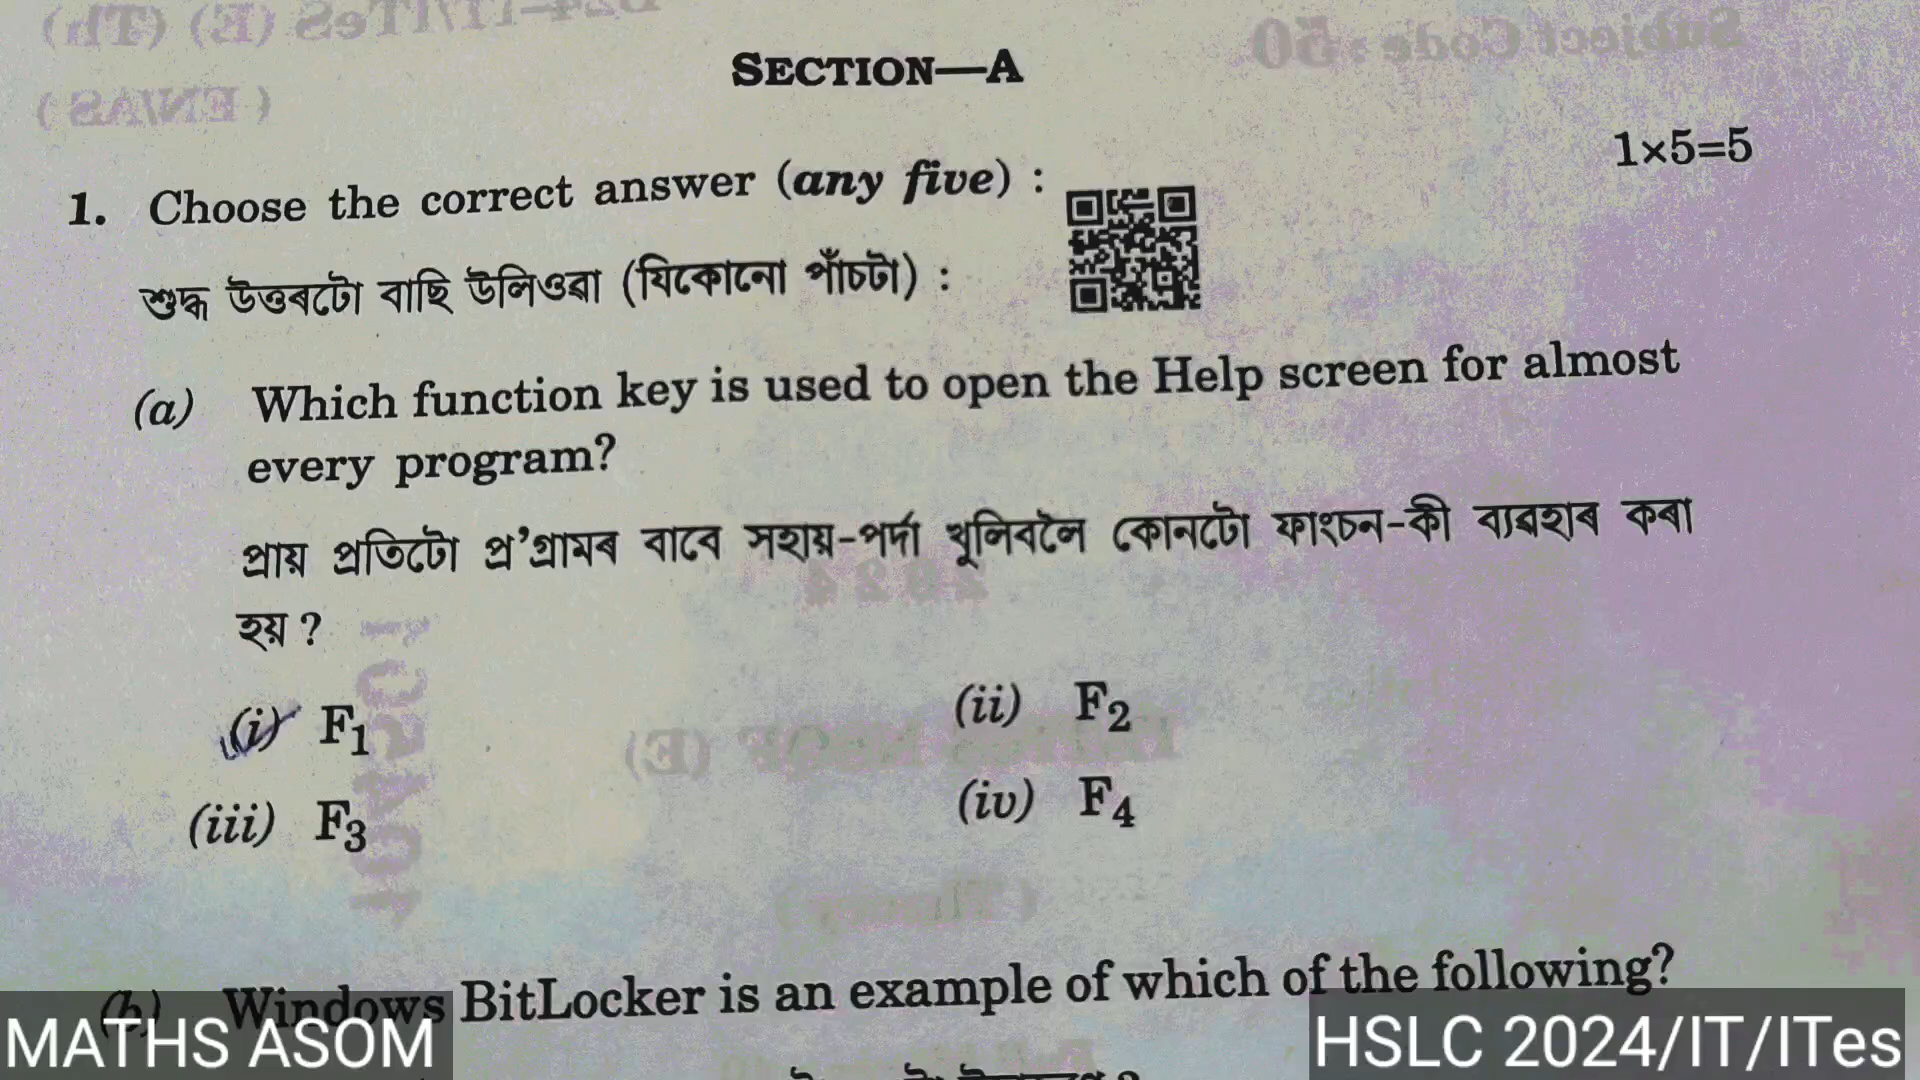 SECTION—A
1×5=5
1. Choose the correct answer (any five) :
শুদ্ধ উত্তৰটো বাছি উলিওৱা (যিকোনো পাঁচটা) :
(a) Which function key is used to open the Help screen for almost
every program?
প্ৰায় প্ৰতিটো প্ৰ’গ্ৰামৰ বাবে সহায়-পৰ্দা খুলিবলৈ কোনটো ফাংচন-কী ব্যৱহাৰ কৰা
হয় ?
(i) F1 (ii) F2
(iii) F3 (iv) F4
(b) Windows BitLocker is an example of which of the following?
MATHS ASOM
HSLC 2024/IT/ITes